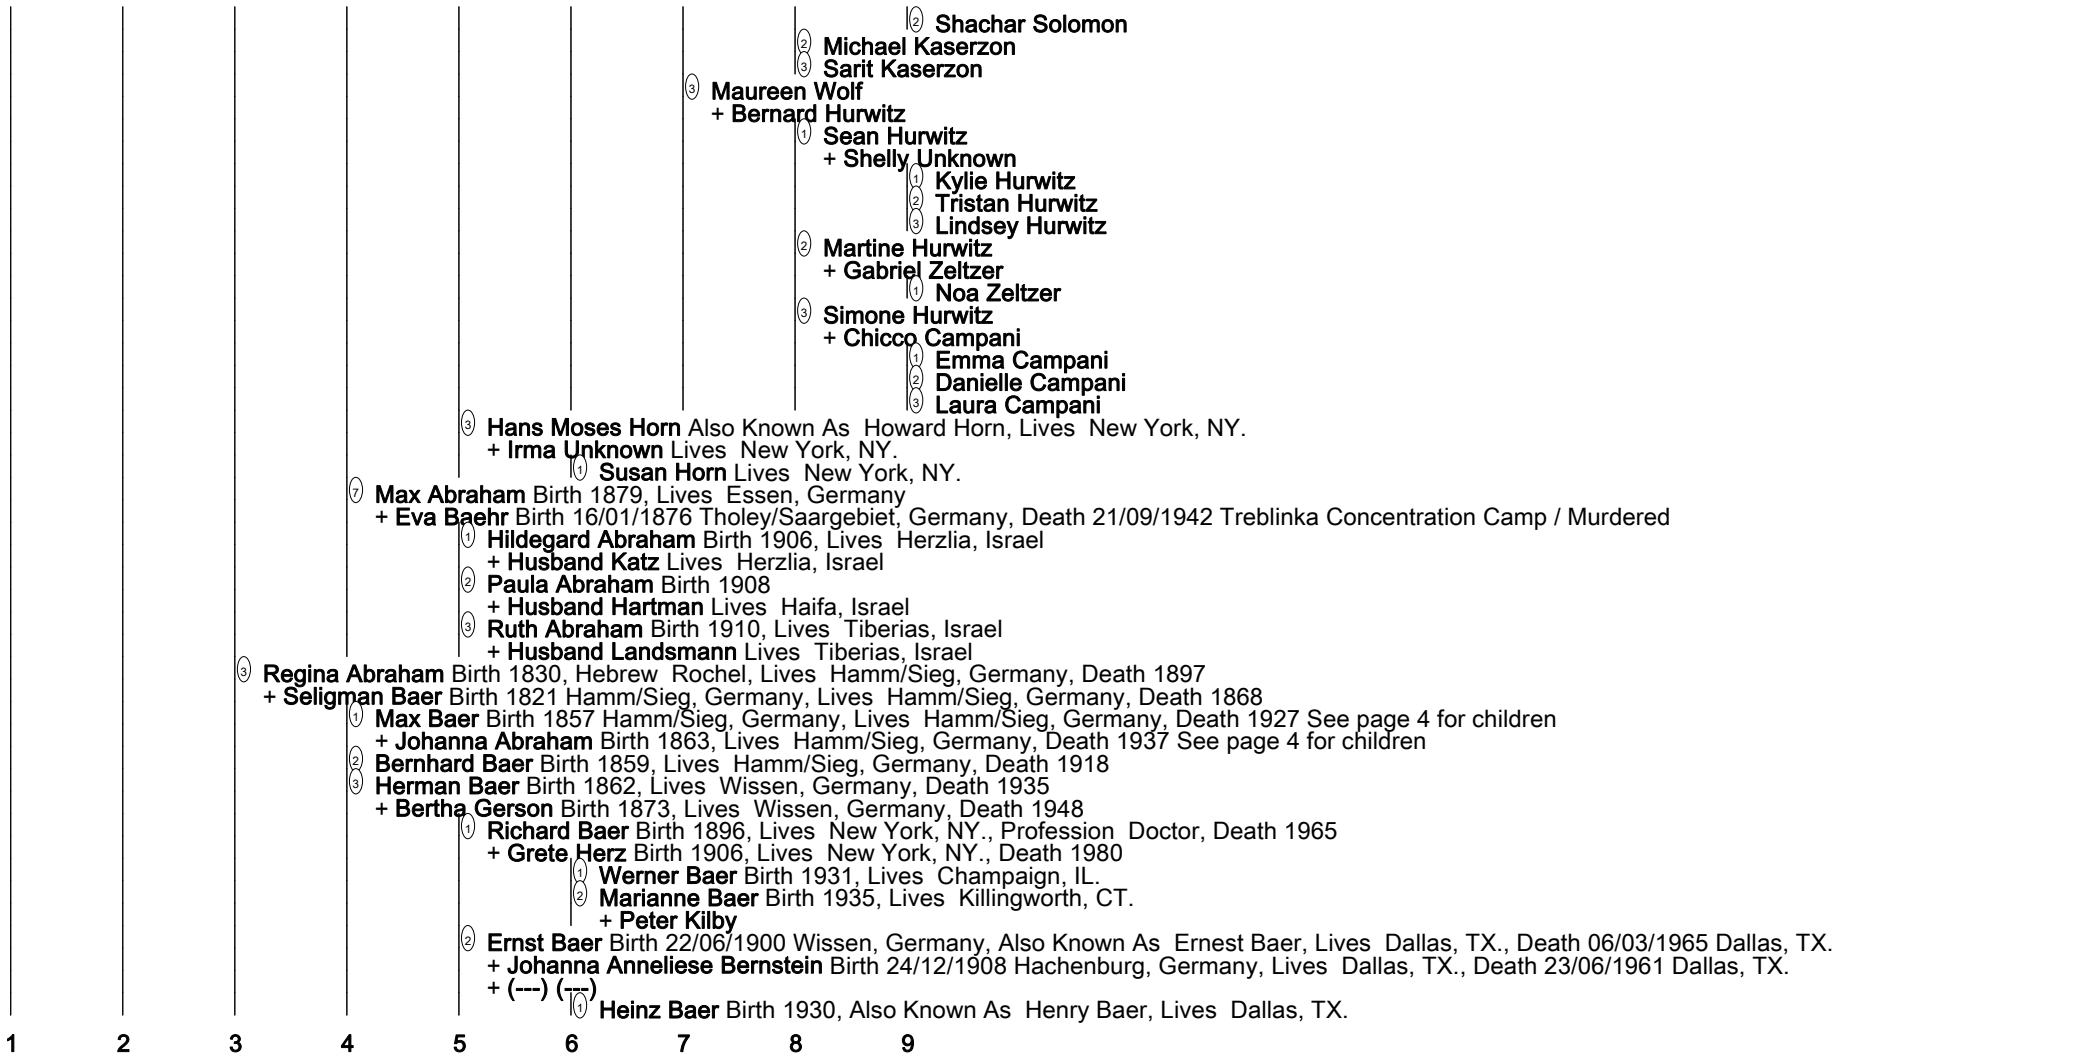 2 Shachar Solomon
2 Michael Kaserzon
3 Sarit Kaserzon
3 Maureen Wolf
+ Bernard Hurwitz
1 Sean Hurwitz
+ Shelly Unknown
1 Kylie Hurwitz
2 Tristan Hurwitz
3 Lindsey Hurwitz
2 Martine Hurwitz
+ Gabriel Zeltzer
1 Noa Zeltzer
3 Simone Hurwitz
+ Chicco Campani
1 Emma Campani
2 Danielle Campani
3 Laura Campani
3 Hans Moses Horn Also Known As Howard Horn, Lives New York, NY.
+ Irma Unknown Lives New York, NY.
1 Susan Horn Lives New York, NY.
7 Max Abraham Birth 1879, Lives Essen, Germany
+ Eva Baehr Birth 16/01/1876 Tholey/Saargebiet, Germany, Death 21/09/1942 Treblinka Concentration Camp / Murdered
1 Hildegard Abraham Birth 1906, Lives Herzlia, Israel
+ Husband Katz Lives Herzlia, Israel
2 Paula Abraham Birth 1908
+ Husband Hartman Lives Haifa, Israel
3 Ruth Abraham Birth 1910, Lives Tiberias, Israel
+ Husband Landsmann Lives Tiberias, Israel
3 Regina Abraham Birth 1830, Hebrew Rochel, Lives Hamm/Sieg, Germany, Death 1897
+ Seligman Baer Birth 1821 Hamm/Sieg, Germany, Lives Hamm/Sieg, Germany, Death 1868
1 Max Baer Birth 1857 Hamm/Sieg, Germany, Lives Hamm/Sieg, Germany, Death 1927 See page 4 for children
+ Johanna Abraham Birth 1863, Lives Hamm/Sieg, Germany, Death 1937 See page 4 for children
2 Bernhard Baer Birth 1859, Lives Hamm/Sieg, Germany, Death 1918
3 Herman Baer Birth 1862, Lives Wissen, Germany, Death 1935
+ Bertha Gerson Birth 1873, Lives Wissen, Germany, Death 1948
1 Richard Baer Birth 1896, Lives New York, NY., Profession Doctor, Death 1965
+ Grete Herz Birth 1906, Lives New York, NY., Death 1980
1 Werner Baer Birth 1931, Lives Champaign, IL.
2 Marianne Baer Birth 1935, Lives Killingworth, CT.
+ Peter Kilby
2 Ernst Baer Birth 22/06/1900 Wissen, Germany, Also Known As Ernest Baer, Lives Dallas, TX., Death 06/03/1965 Dallas, TX.
+ Johanna Anneliese Bernstein Birth 24/12/1908 Hachenburg, Germany, Lives Dallas, TX., Death 23/06/1961 Dallas, TX.
+ (---) (---)
1 Heinz Baer Birth 1930, Also Known As Henry Baer, Lives Dallas, TX.
1 2 3 4 5 6 7 8 9